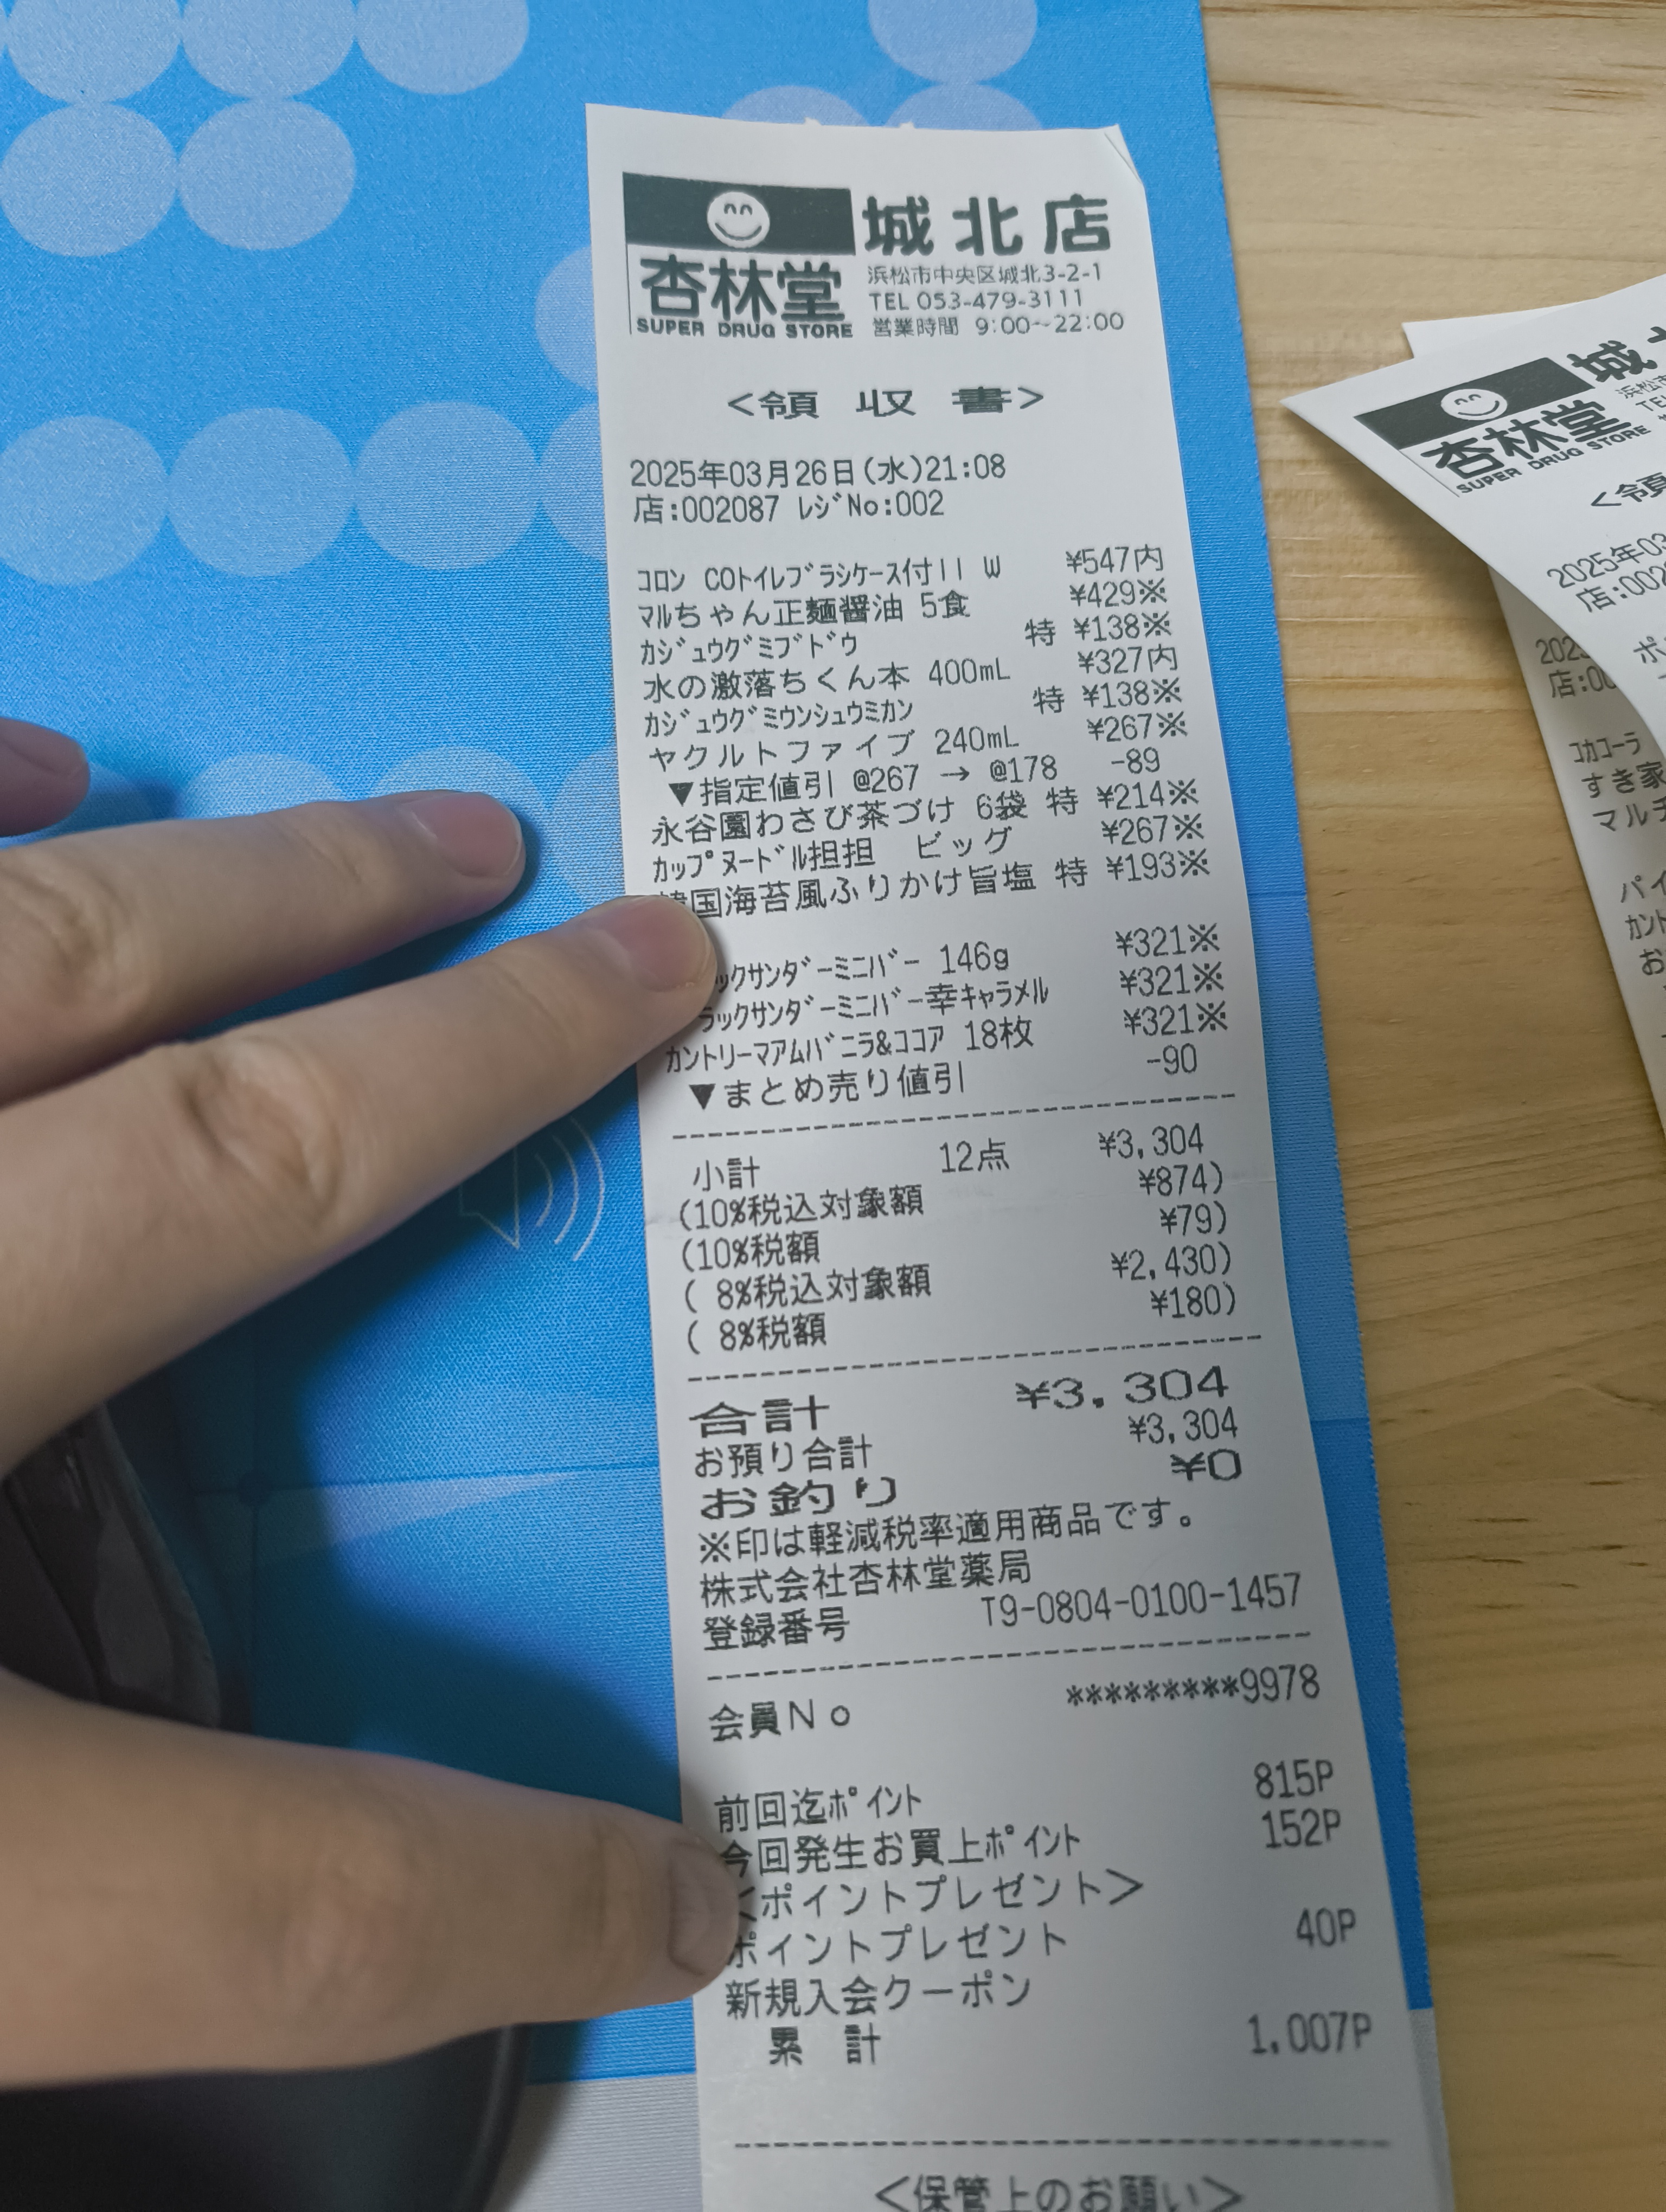 城北店
杏林堂
SUPER DRUG STORE
浜松市中央区城北3-2-1
TEL 053-479-3111
営業時間 9:00~22:00
<領 収 書>
2025年03月26日(水)21:08
店:002087 ﾚｼﾞNo:002
ｺﾛﾝ COﾄｲﾚﾌﾞﾗｼｹｰｽ付II W ¥547内
ﾏﾙちゃん正麺醤油 5食 ¥429※
ｶｼﾞｭｳｸﾞﾐﾌﾞﾄﾞｳ 特 ¥138※
水の激落ちくん本 400mL ¥327内
ｶｼﾞｭｳｸﾞﾐｳﾝｼｭｳﾐｶﾝ 特 ¥138※
ヤクルトファイブ 240mL ¥267※
▼指定値引 @267 → @178 -89
永谷園わさび茶づけ 6袋 特 ¥214※
ｶｯﾌﾟﾇｰﾄﾞﾙ担担 ビッグ ¥267※
国海苔風ふりかけ旨塩 特 ¥193※
ｯｸｻﾝﾀﾞｰﾐﾆﾊﾞｰ 146g ¥321※
ﾗｯｸｻﾝﾀﾞｰﾐﾆﾊﾞｰ幸ｷｬﾗﾒﾙ ¥321※
ｶﾝﾄﾘｰﾏｱﾑﾊﾞﾆﾗ&ｺｺｱ 18枚 ¥321※
▼まとめ売り値引 -90
小計 12点 ¥3,304
(10%税込対象額 ¥874)
(10%税額 ¥79)
( 8%税込対象額 ¥2,430)
( 8%税額 ¥180)
合計 ¥3,304
お預り合計 ¥3,304
お釣り ¥0
※印は軽減税率適用商品です。
株式会社杏林堂薬局
登録番号 T9-0804-0100-1457
会員No *********9978
前回迄ﾎﾟｲﾝﾄ 815P
今回発生お買上ﾎﾟｲﾝﾄ 152P
<ポイントプレゼント>
ポイントプレゼント 40P
新規入会クーポン
累 計 1,007P
<保管上のお願い>
杏林堂
SUPER DRUG STORE
城
浜松市
2025年03
ｺｶｺｰﾗ
すき家
マルチ
パイ
ｶﾝﾄ
お